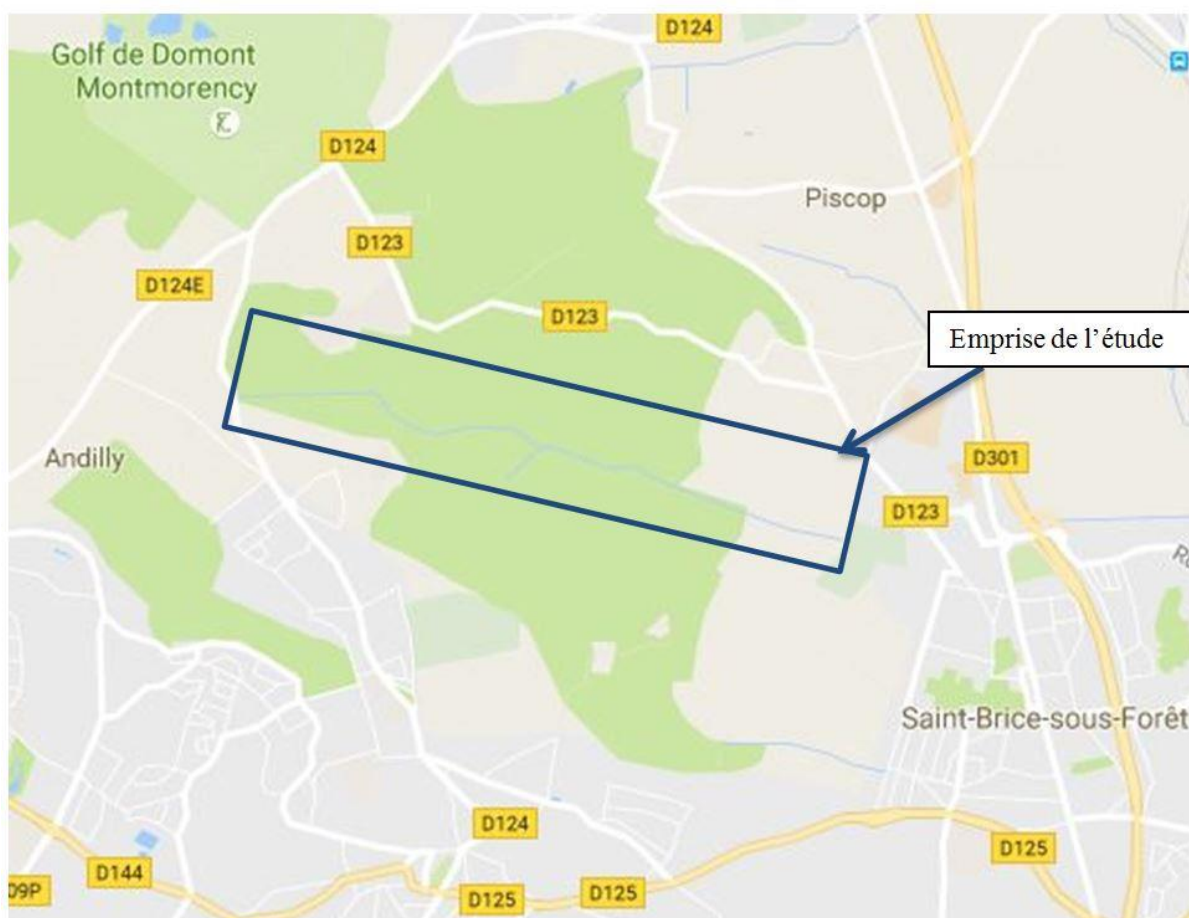 D124
Golf de Domont
Montmorency
D124
Piscop
D123
D124E
D123
Emprise de l’étude
Andilly
D301
D123
Saint-Brice-sous-Forêt
D124
D144
D125
09P
D125
D125